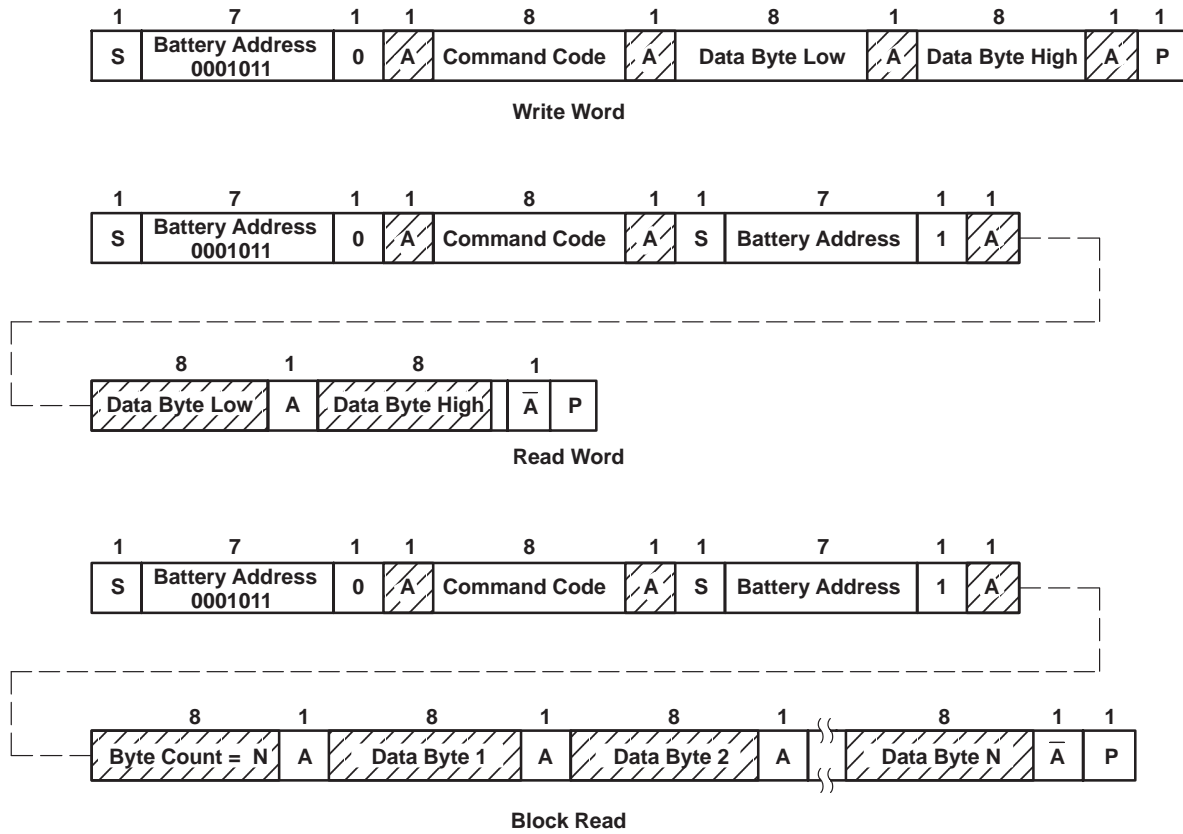 1 7 1 1 8 1 8 1 8 1 1
S Battery Address 0001011 0 A Command Code A Data Byte Low A Data Byte High A P
Write Word
1 7 1 1 8 1 1 7 1 1
S Battery Address 0001011 0 A Command Code A S Battery Address 1 A
8 1 8 1
Data Byte Low A Data Byte High A̅ P
Read Word
1 7 1 1 8 1 1 7 1 1
S Battery Address 0001011 0 A Command Code A S Battery Address 1 A
8 1 8 1 8 1 8 1 1
Byte Count = N A Data Byte 1 A Data Byte 2 A Data Byte N A̅ P
Block Read